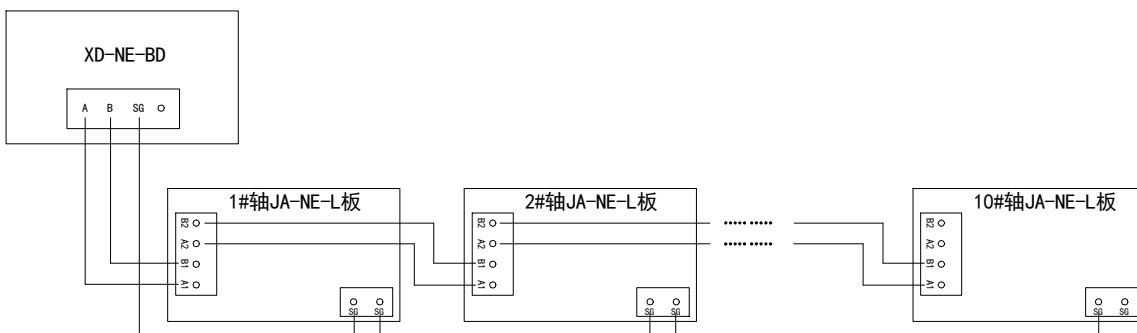 XD-NE-BD
A B SG
1#轴JA-NE-L板
B2
A2
B1
A1
SG SG
2#轴JA-NE-L板
B2
A2
B1
A1
SG SG
10#轴JA-NE-L板
B2
A2
B1
A1
SG SG